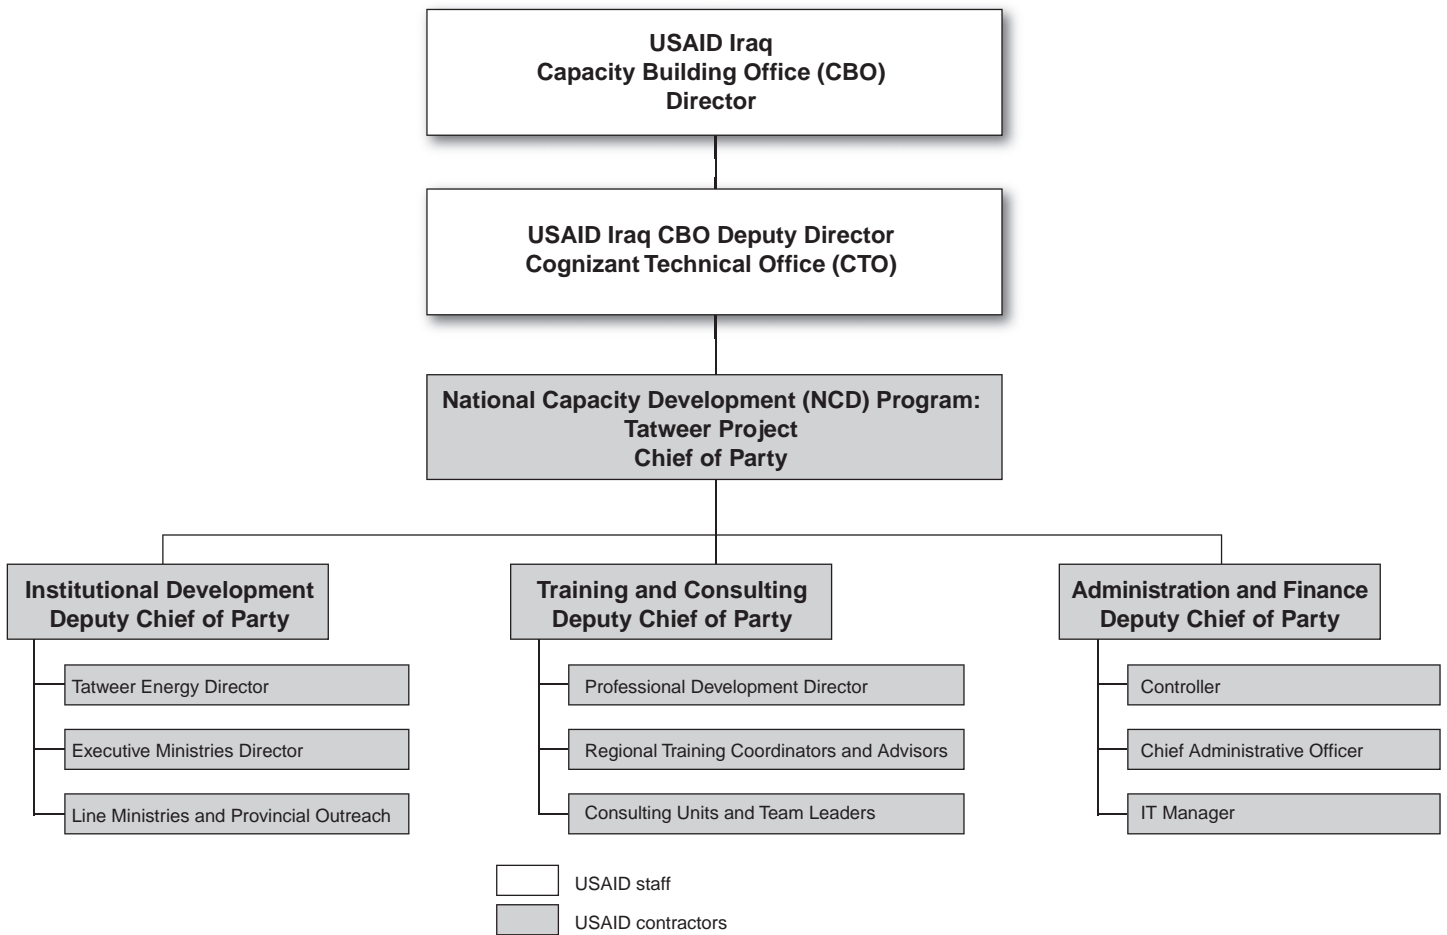 USAID Iraq
Capacity Building Office (CBO)
Director
USAID Iraq CBO Deputy Director
Cognizant Technical Office (CTO)
National Capacity Development (NCD) Program:
Tatweer Project
Chief of Party
Institutional Development
Deputy Chief of Party
Tatweer Energy Director
Executive Ministries Director
Line Ministries and Provincial Outreach
Training and Consulting
Deputy Chief of Party
Professional Development Director
Regional Training Coordinators and Advisors
Consulting Units and Team Leaders
Administration and Finance
Deputy Chief of Party
Controller
Chief Administrative Officer
IT Manager
USAID staff
USAID contractors